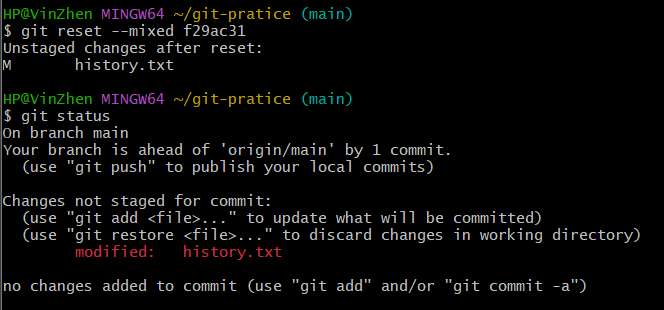 HP@VinZhen MINGW64 ~/git-pratice (main)
$ git reset --mixed f29ac31
Unstaged changes after reset:
M       history.txt

HP@VinZhen MINGW64 ~/git-pratice (main)
$ git status
On branch main
Your branch is ahead of 'origin/main' by 1 commit.
  (use "git push" to publish your local commits)

Changes not staged for commit:
  (use "git add <file>..." to update what will be committed)
  (use "git restore <file>..." to discard changes in working directory)
        modified:   history.txt

no changes added to commit (use "git add" and/or "git commit -a")